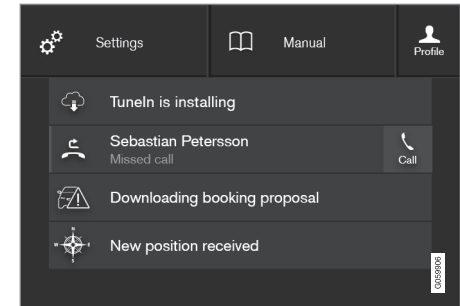 Settings
Manual
Profile
TuneIn is installing
Sebastian Petersson
Missed call
Call
Downloading booking proposal
N
W E
S
New position received
G059906